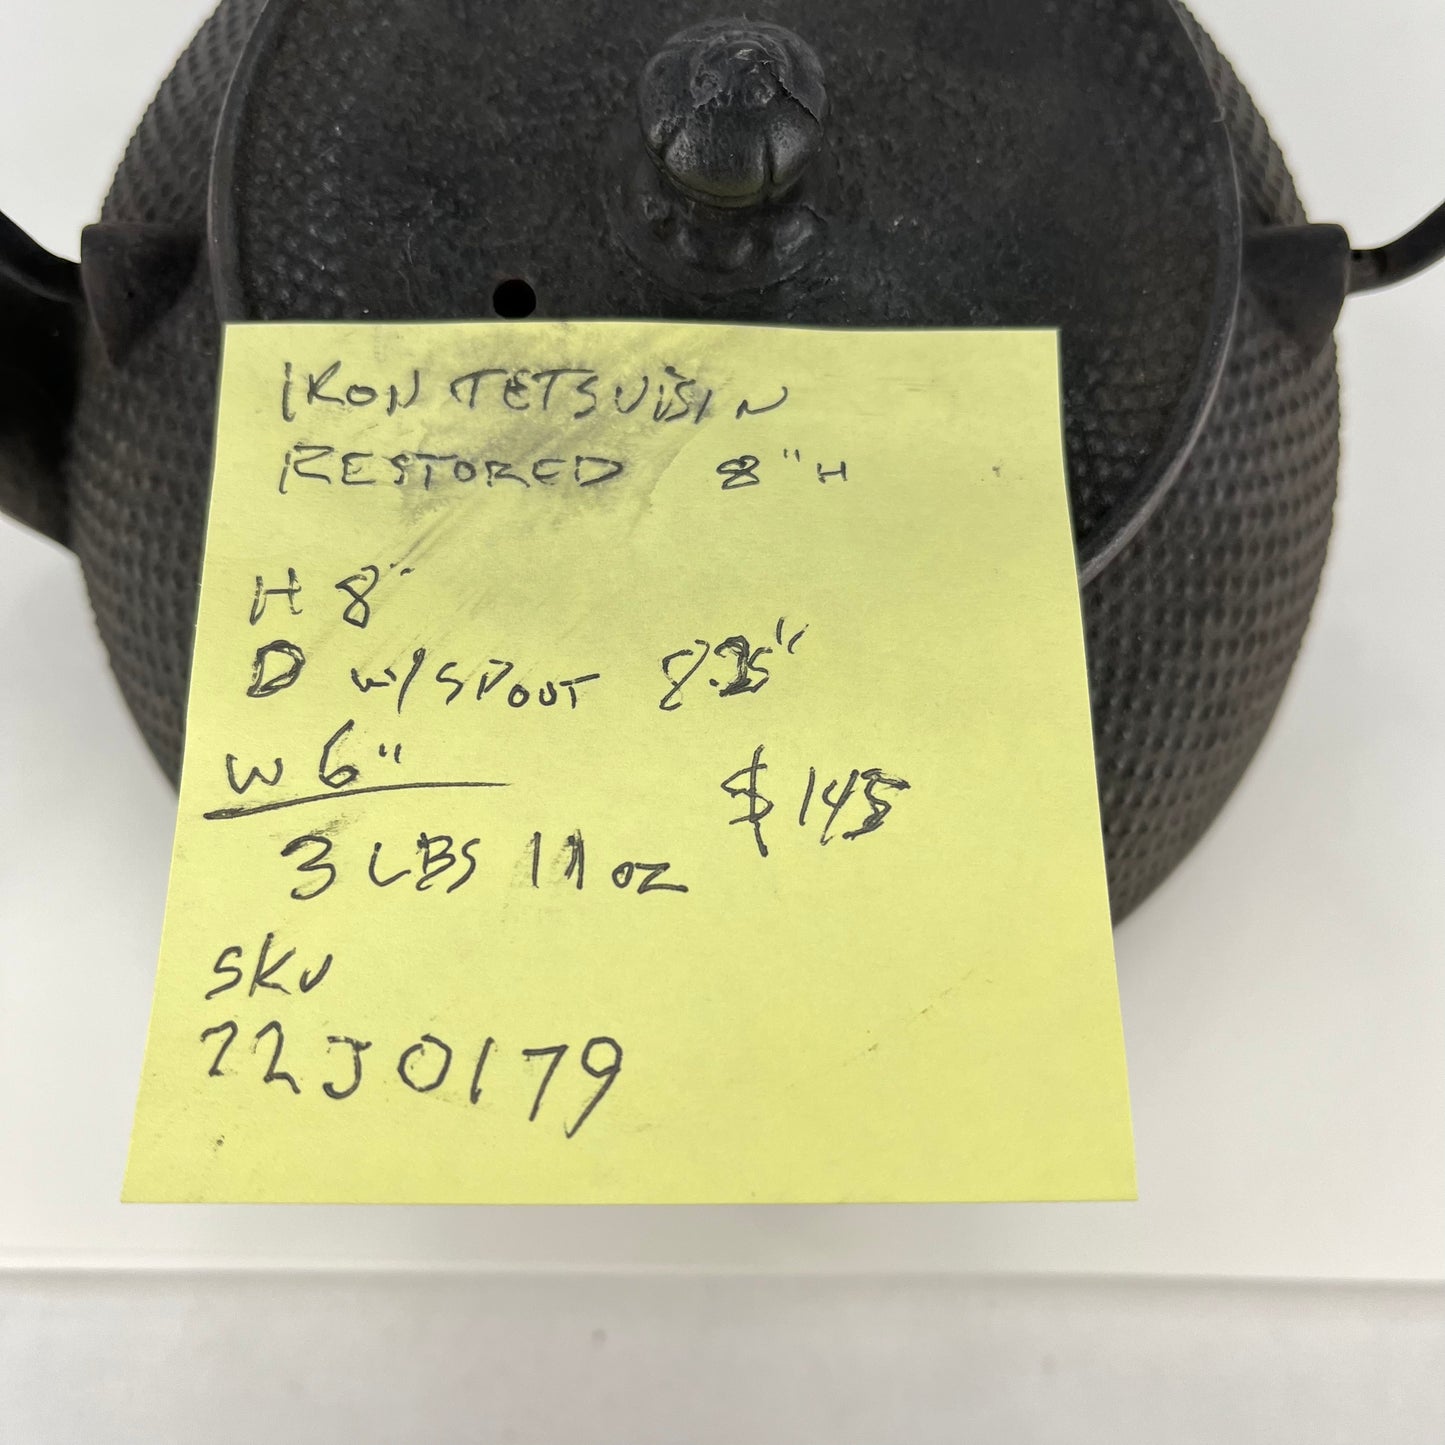 IRON TETSUBIN
RESTORED 8" H
H 8"
D W/ SPOUT 8.25"
W 6"
$145
3 LBS 11 OZ
SKU
22J0179